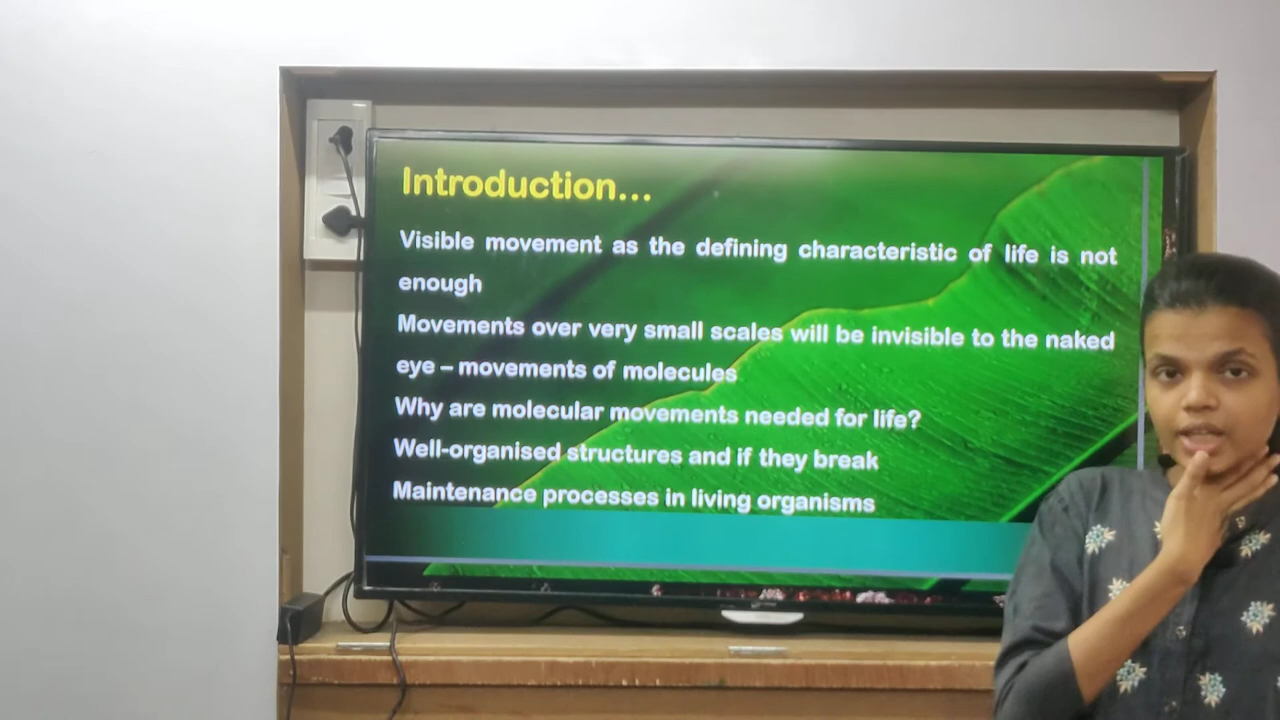 Introduction...
Visible movement as the defining characteristic of life is not
enough
Movements over very small scales will be invisible to the naked
eye – movements of molecules
Why are molecular movements needed for life?
Well-organised structures and if they break
Maintenance processes in living organisms